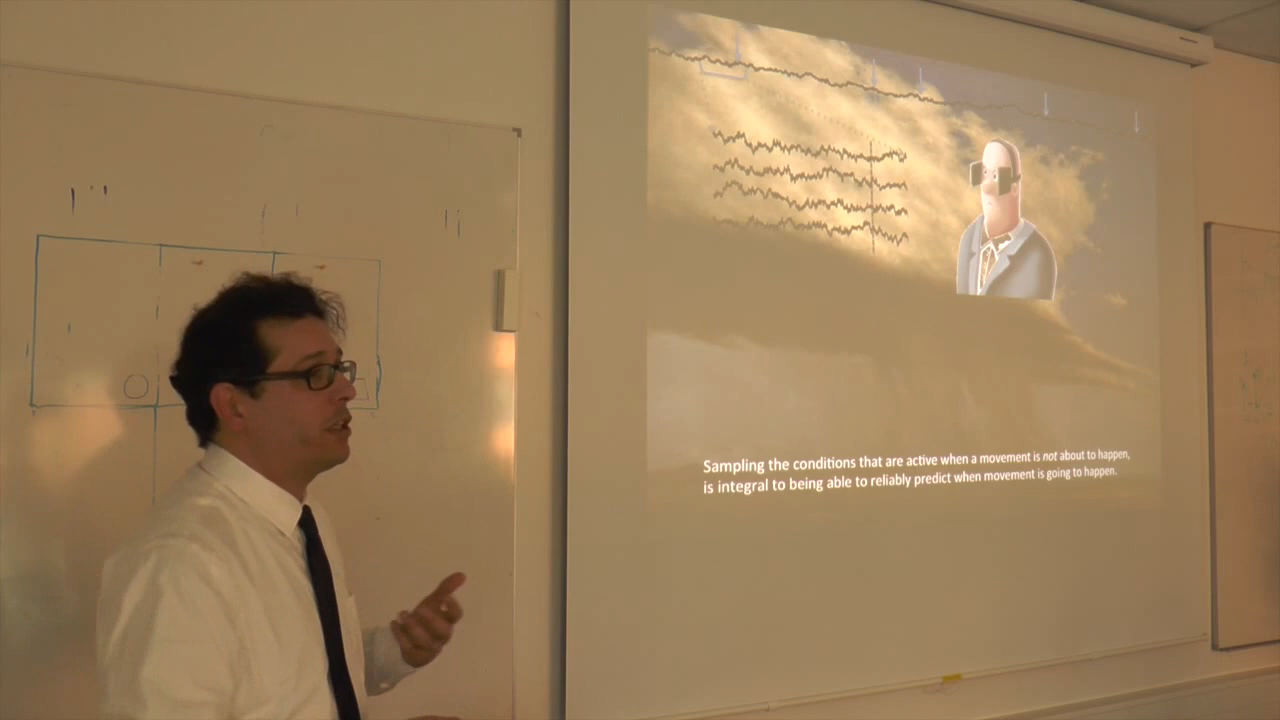 Sampling the conditions that are active when a movement is not about to happen,
is integral to being able to reliably predict when movement is going to happen.